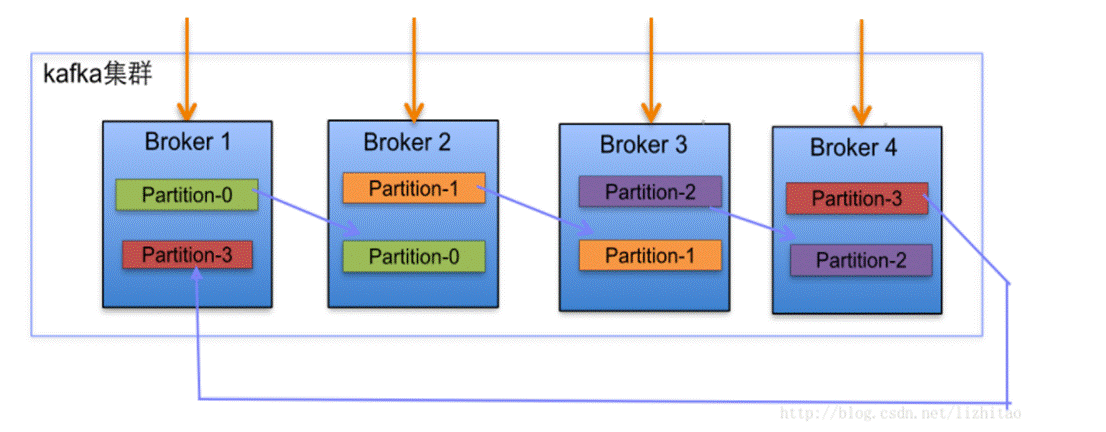 kafka集群
Broker 1
Partition-0
Partition-3
Broker 2
Partition-1
Partition-0
Broker 3
Partition-2
Partition-1
Broker 4
Partition-3
Partition-2
http://blog.csdn.net/lizhitao